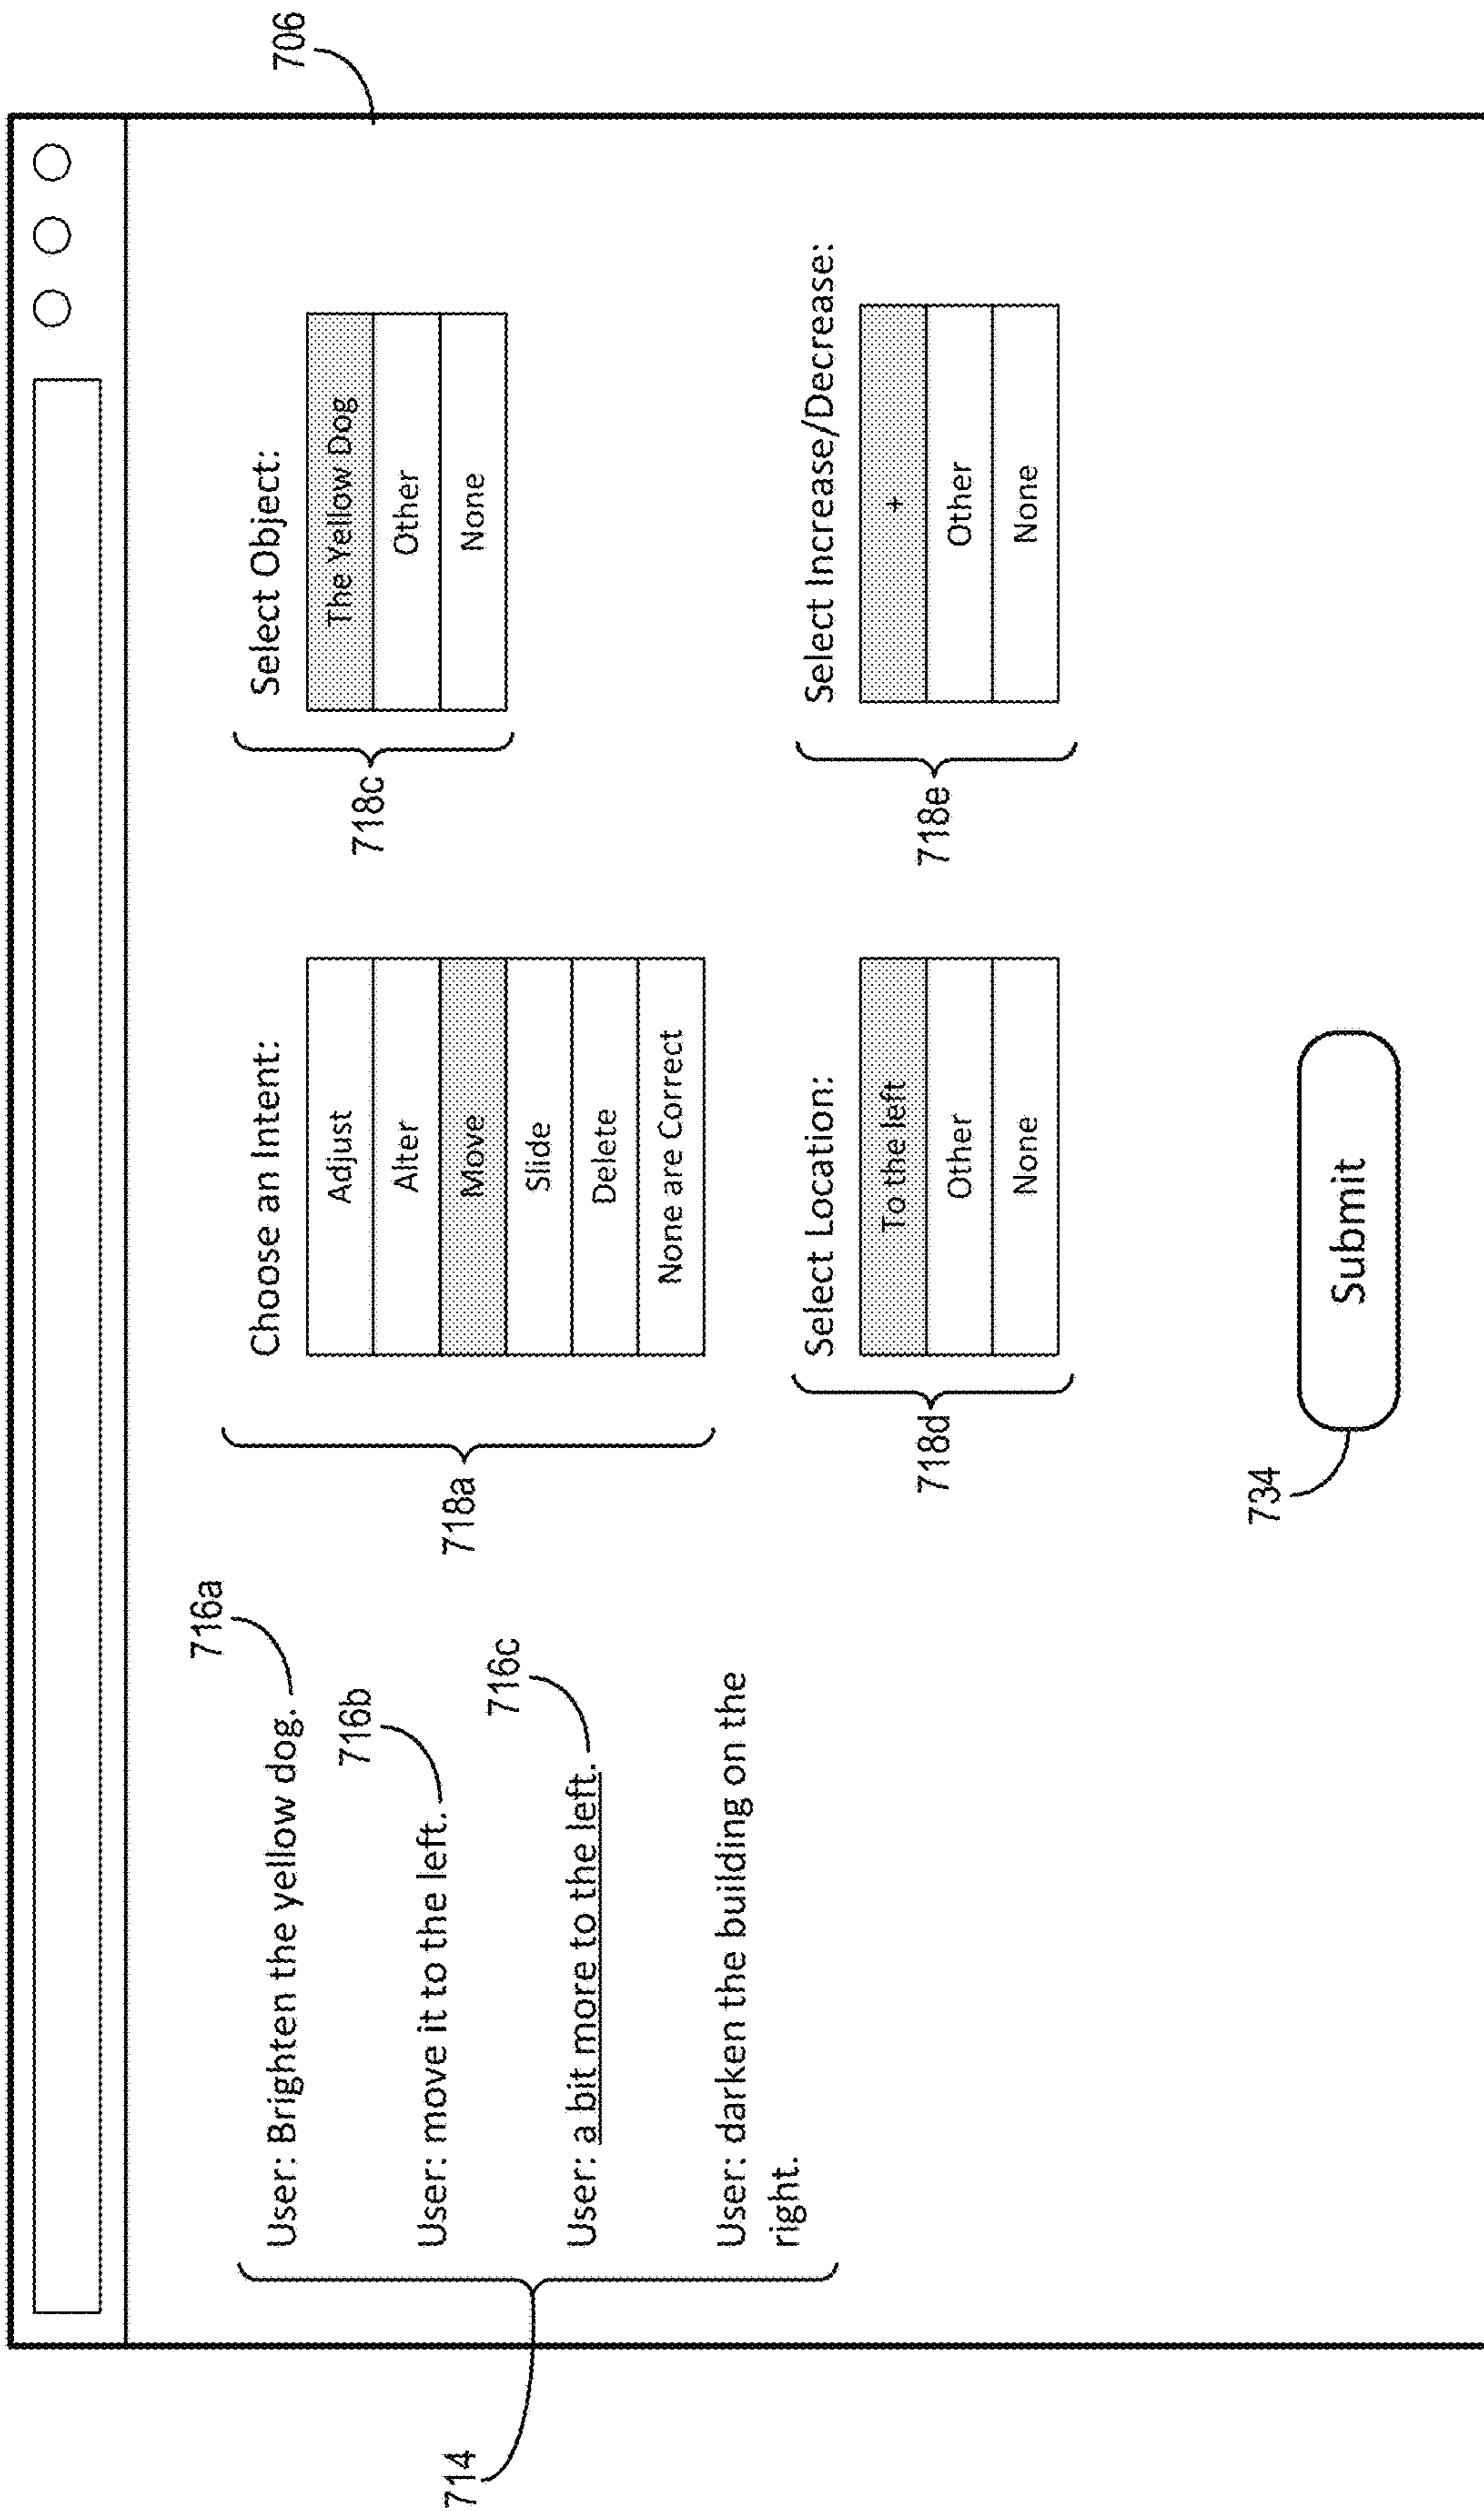 706
714
User: Brighten the yellow dog.
716a
User: move it to the left.
716b
User: a bit more to the left.
716c
User: darken the building on the
right.
718a
Choose an Intent:
Adjust
Alter
Move
Slide
Delete
None are Correct
718c
Select Object:
The Yellow Dog
Other
None
718d
Select Location:
To the left
Other
None
718e
Select Increase/Decrease:
+
Other
None
734
Submit